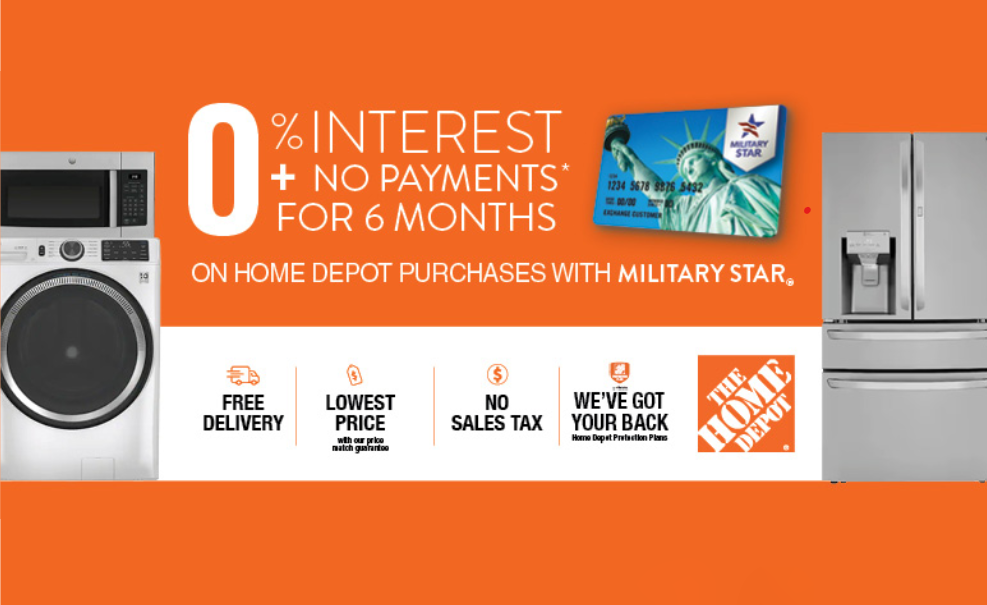 0% INTEREST
+ NO PAYMENTS*
FOR 6 MONTHS
ON HOME DEPOT PURCHASES WITH MILITARY STAR®
MILITARY
STAR
1234 5678 9876 5432
00/00
EXCHANGE CUSTOMER
FREE
DELIVERY
LOWEST
PRICE
with our price
match guarantee
NO
SALES TAX
WE'VE GOT
YOUR BACK
Home Depot Protection Plans
THE
HOME
DEPOT